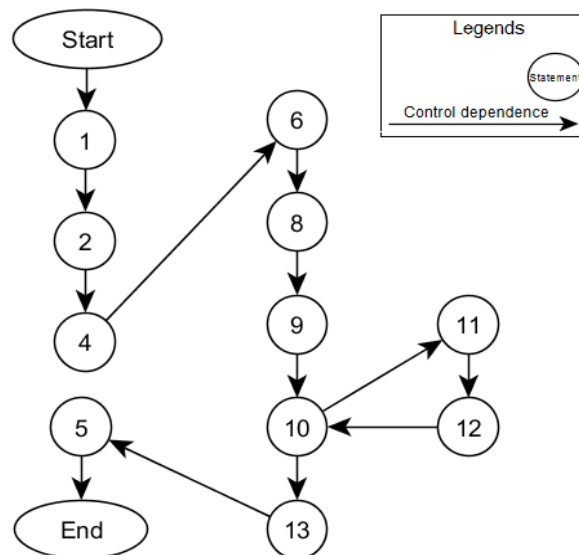 Start
1
2
4
5
End
6
8
9
10
13
11
12
Legends
Statement
Control dependence